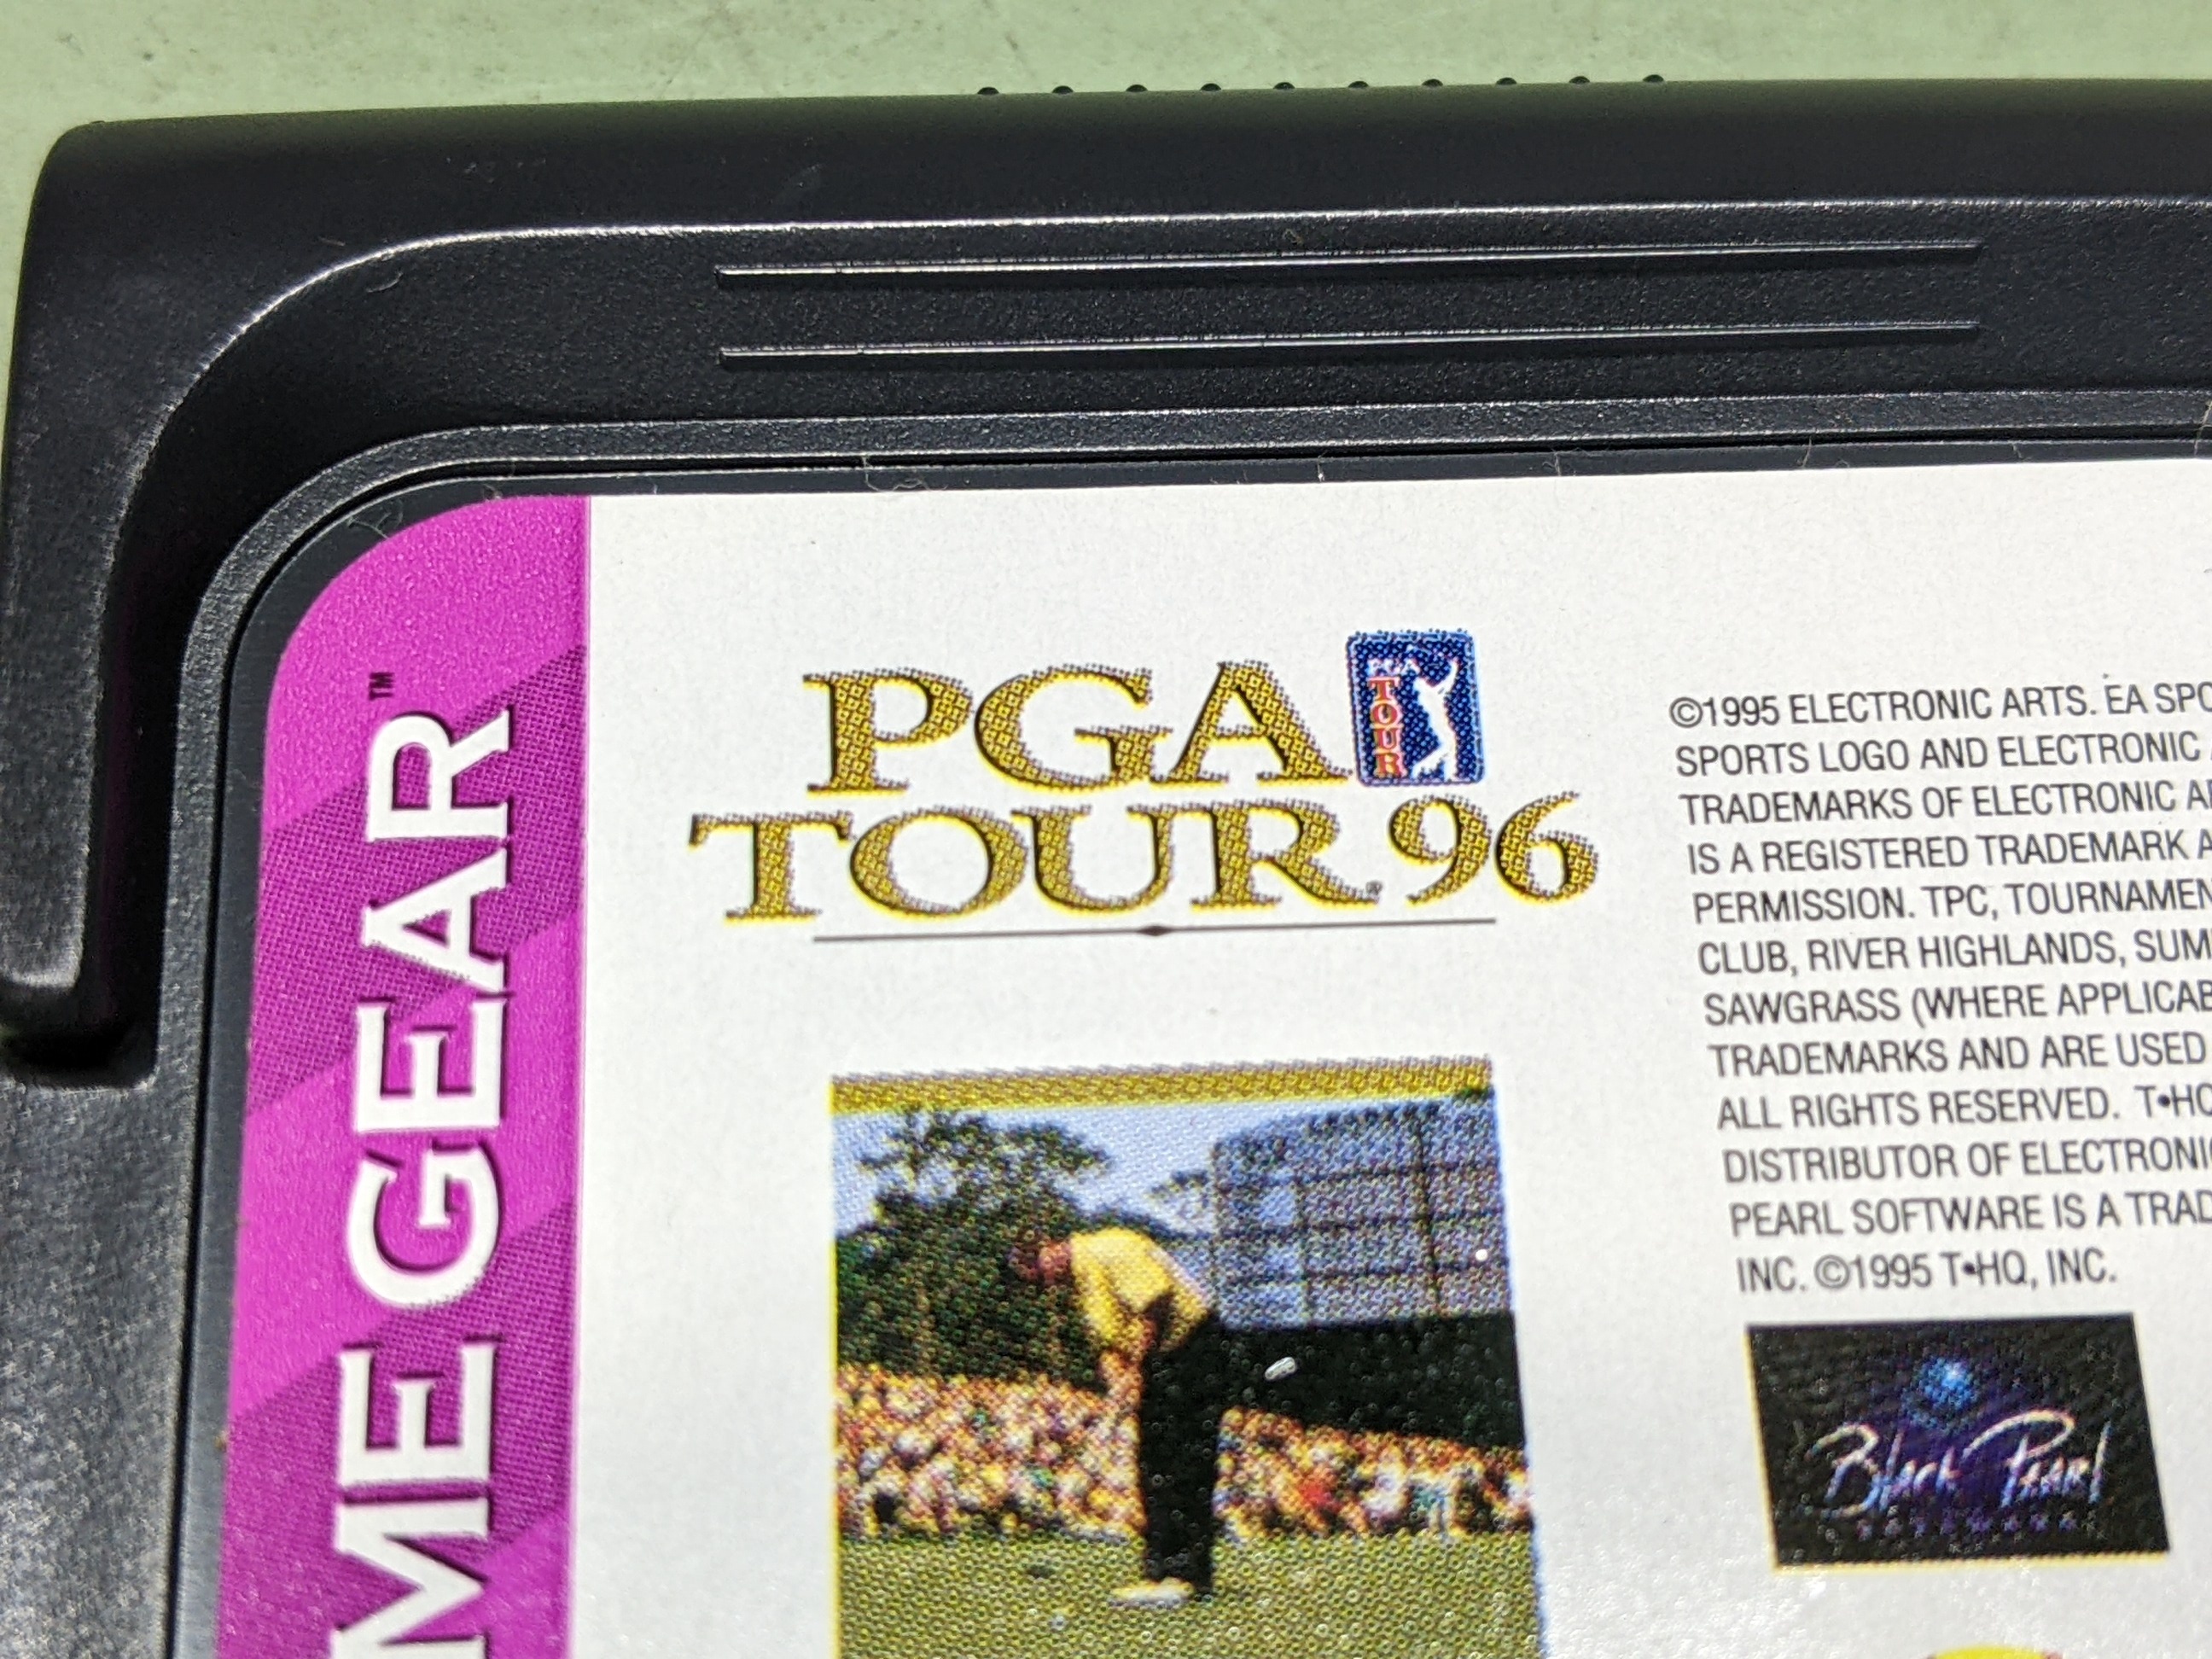 ME GEAR™
PGA
PGA
TOUR
TOUR® 96
©1995 ELECTRONIC ARTS. EA SPO
SPORTS LOGO AND ELECTRONIC
TRADEMARKS OF ELECTRONIC AR
IS A REGISTERED TRADEMARK A
PERMISSION. TPC, TOURNAMEN
CLUB, RIVER HIGHLANDS, SUM
SAWGRASS (WHERE APPLICAB
TRADEMARKS AND ARE USED
ALL RIGHTS RESERVED. T•HQ
DISTRIBUTOR OF ELECTRONI
PEARL SOFTWARE IS A TRAD
INC. ©1995 T•HQ, INC.
Black Pearl